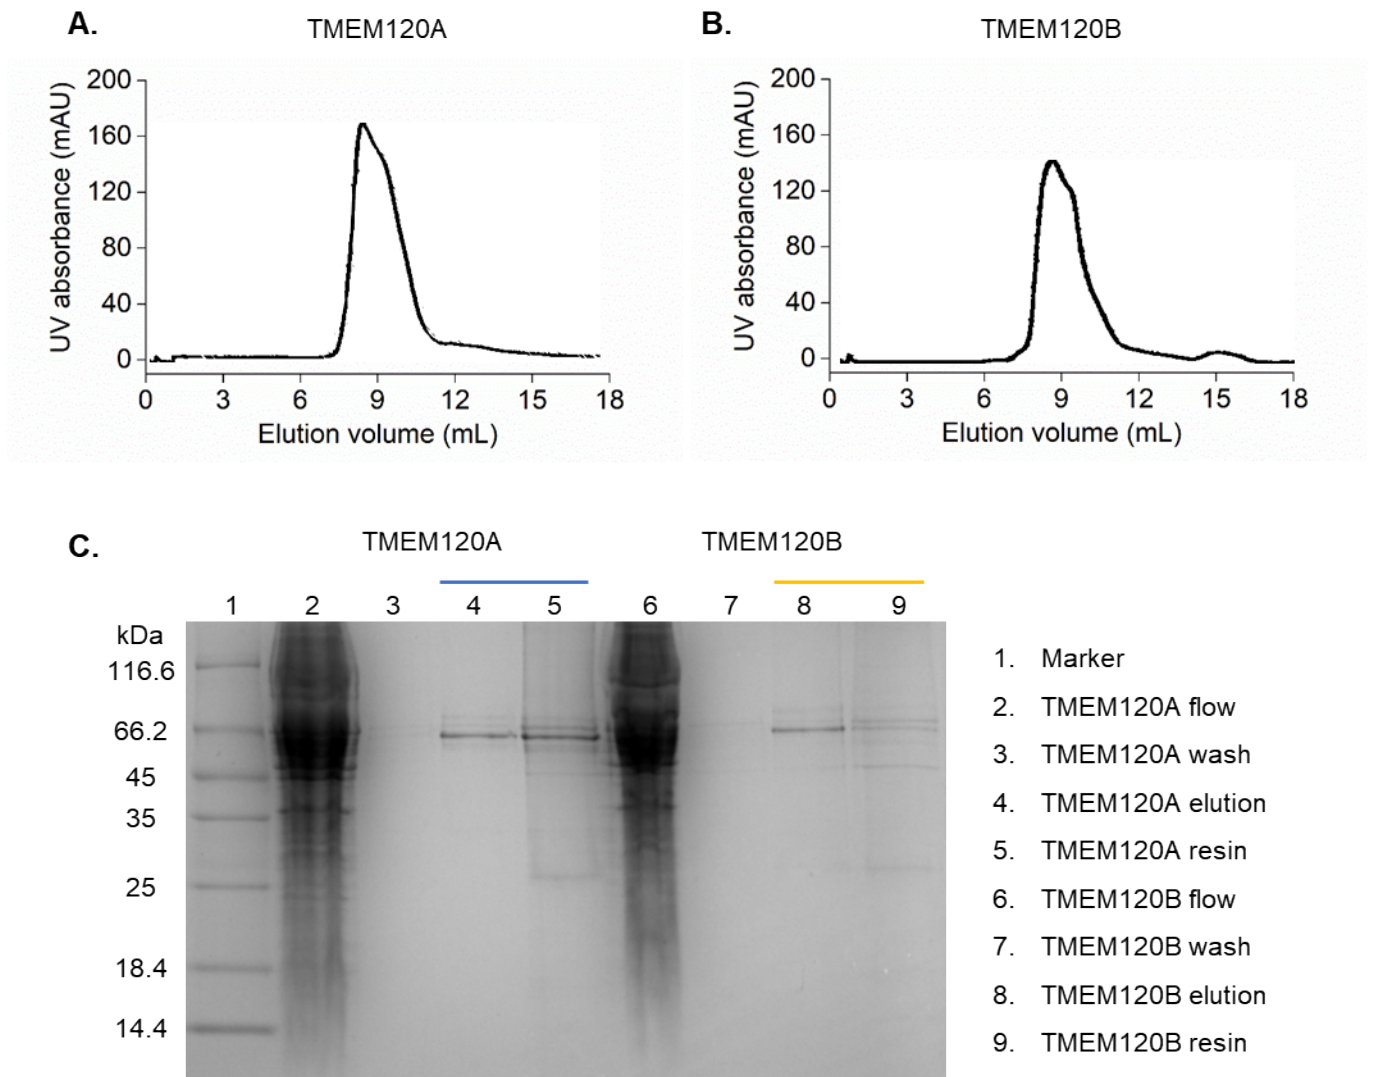 A.
TMEM120A
200
160
120
80
40
0
UV absorbance (mAU)
0 3 6 9 12 15 18
Elution volume (mL)
B.
TMEM120B
200
160
120
80
40
0
UV absorbance (mAU)
0 3 6 9 12 15 18
Elution volume (mL)
C.
TMEM120A TMEM120B
1 2 3 4 5 6 7 8 9
kDa
116.6
66.2
45
35
25
18.4
14.4
1. Marker
2. TMEM120A flow
3. TMEM120A wash
4. TMEM120A elution
5. TMEM120A resin
6. TMEM120B flow
7. TMEM120B wash
8. TMEM120B elution
9. TMEM120B resin